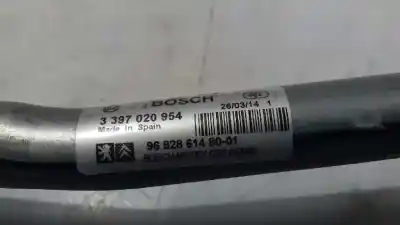 BOSCH
26/03/14 1
3 397 020 954
Made in Spain
96 828 614 80-01